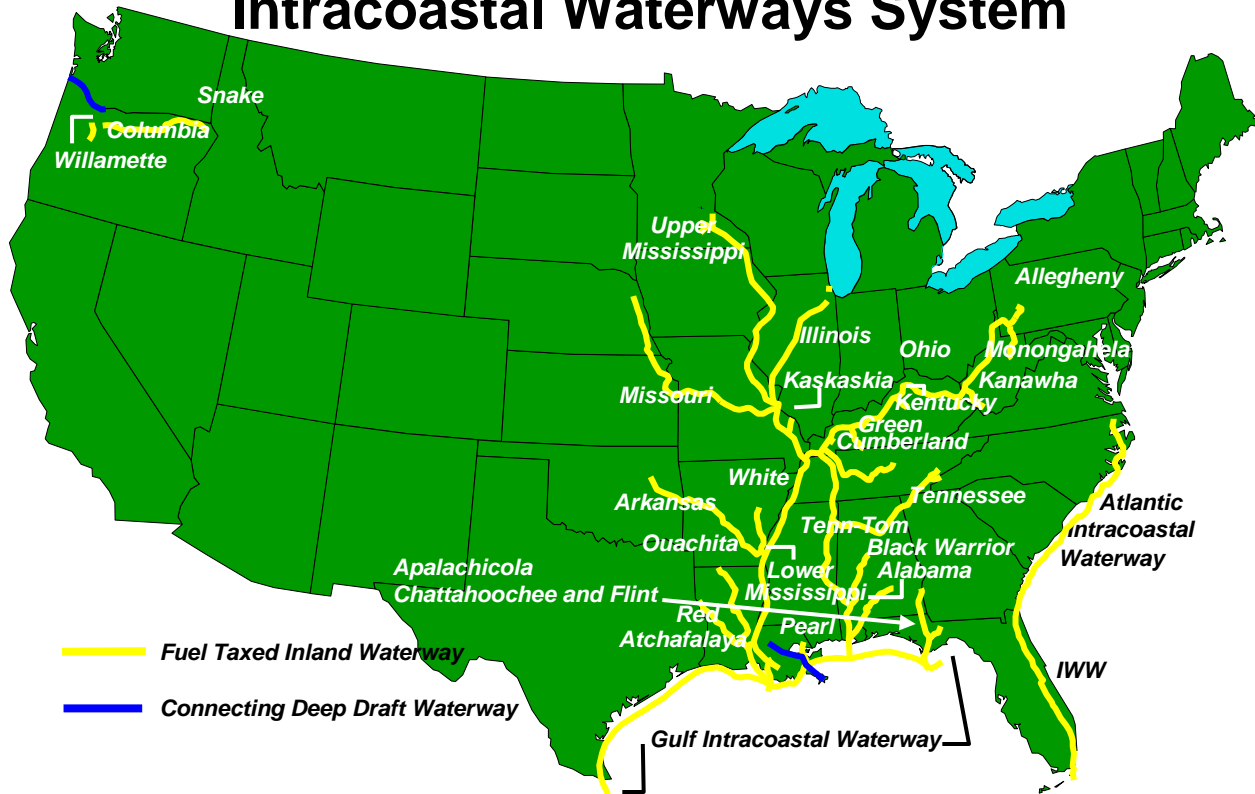 Intracoastal Waterways System
Snake
Columbia
Willamette
Upper
Mississippi
Allegheny
Illinois
Ohio
Monongahela
Missouri
Kaskaskia
Kanawha
Kentucky
Green
Cumberland
White
Arkansas
Tennessee
Tenn-Tom
Atlantic
Intracoastal
Waterway
Ouachita
Black Warrior
Lower
Mississippi
Alabama
Apalachicola
Chattahoochee and Flint
Red
Atchafalaya
Pearl
Fuel Taxed Inland Waterway
IWW
Connecting Deep Draft Waterway
Gulf Intracoastal Waterway